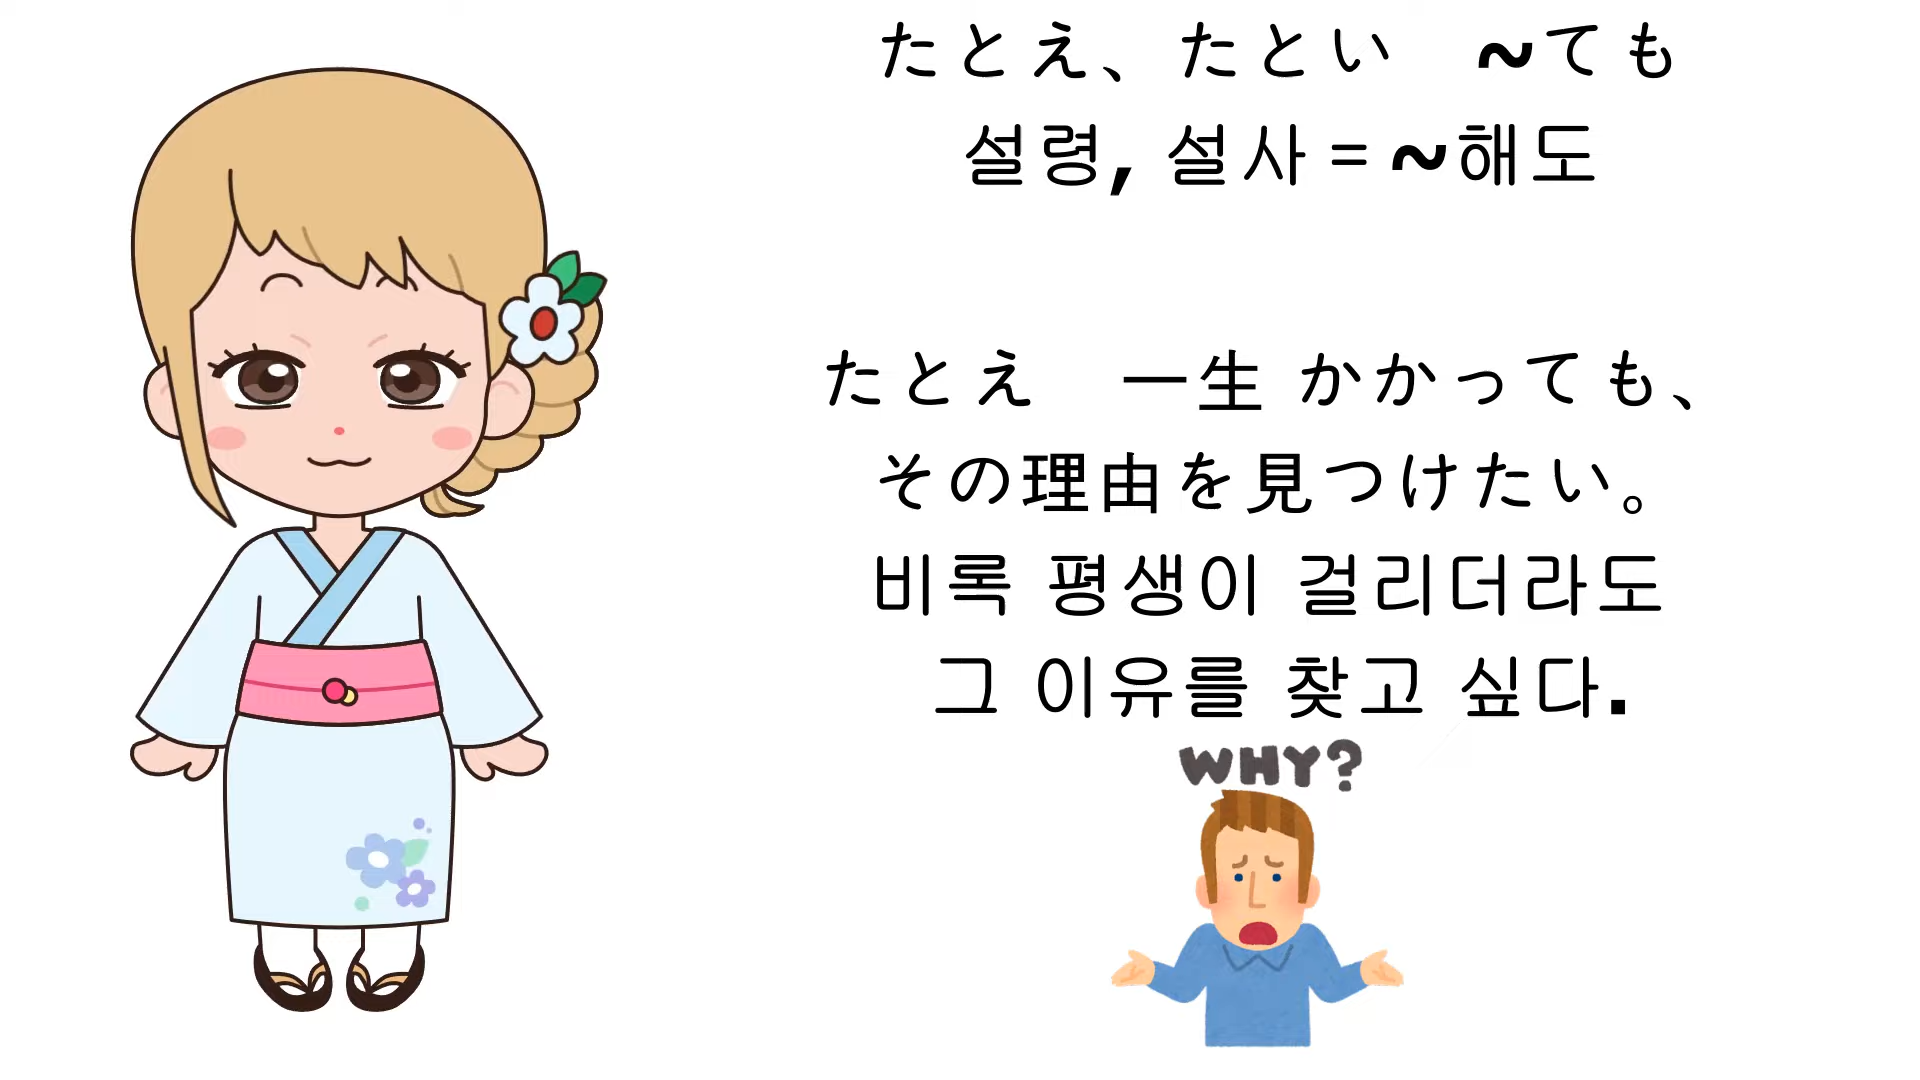 たとえ、たとい　~ても
설령, 설사 = ~해도
たとえ　一生 かかっても、
その理由を見つけたい。
비록 평생이 걸리더라도
그 이유를 찾고 싶다.
WHY?